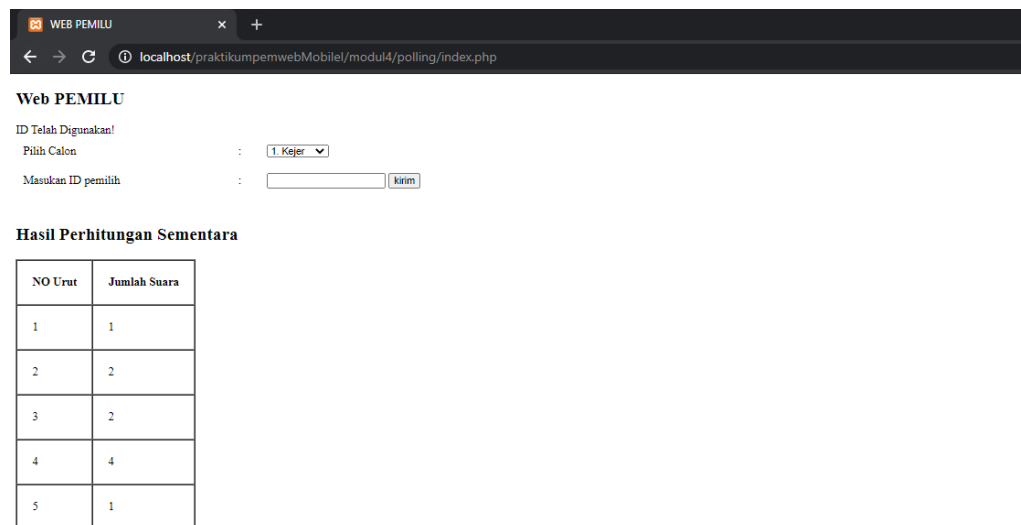 WEB PEMILU
localhost/praktikumpemwebMobilel/modul4/polling/index.php
Web PEMILU
ID Telah Digunakan!
Pilih Calon : 1. Kejer
Masukan ID pemilih : kirim
Hasil Perhitungan Sementara
NO Urut Jumlah Suara
1 1
2 2
3 2
4 4
5 1